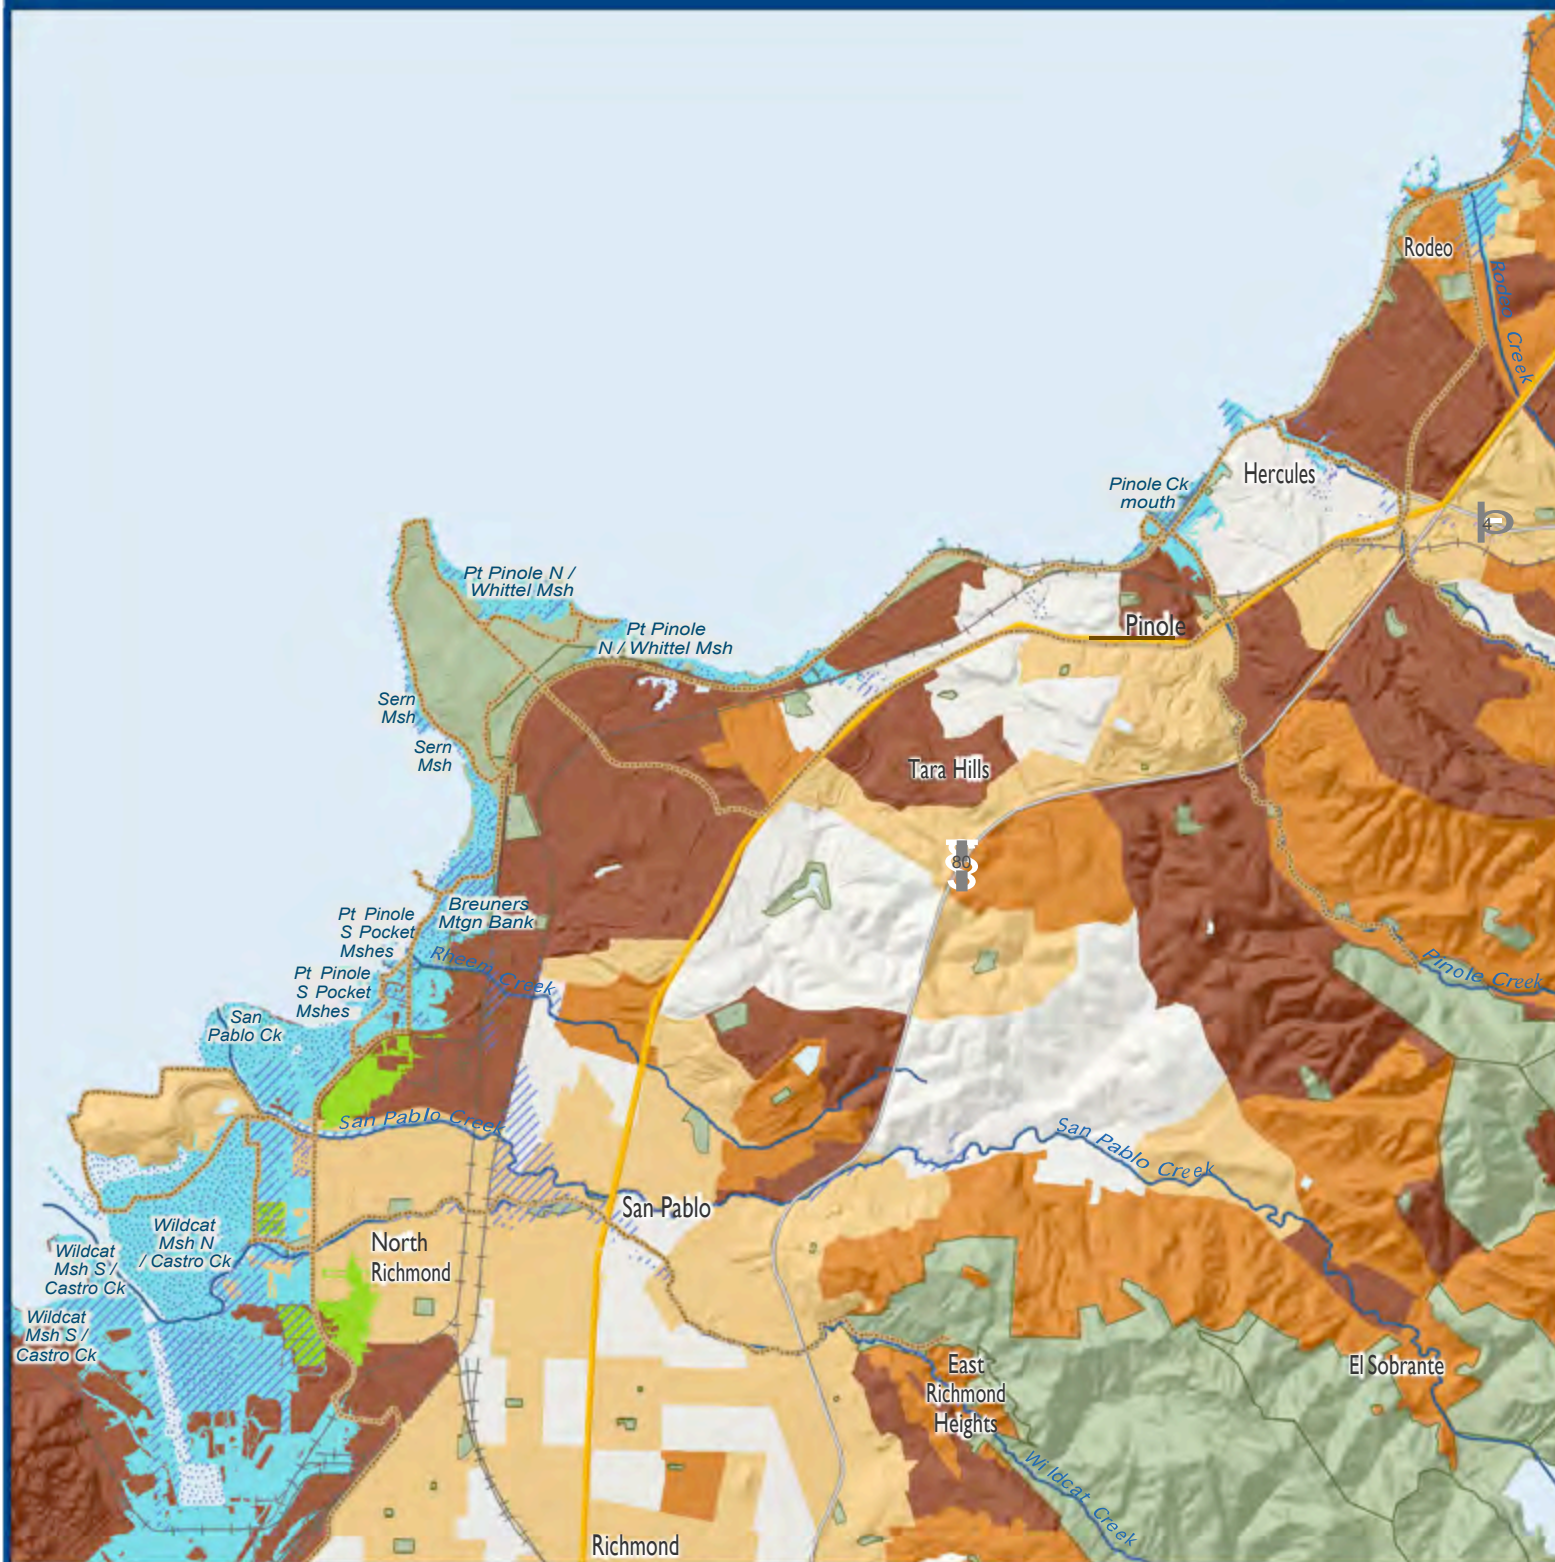 Rodeo
Rodeo Creek
Hercules
Pinole Ck
mouth
4
Pt Pinole N /
Whittel Msh
Pt Pinole
N / Whittel Msh
Pinole
Sern
Msh
Sern
Msh
Tara Hills
80
Breuners
Mtgn Bank
Pt Pinole
S Pocket
Mshes
Rheem Creek
Pinole Creek
Pt Pinole
S Pocket
Mshes
San
Pablo Ck
San Pablo Creek
San Pablo Creek
San Pablo
Wildcat
Msh N
/ Castro Ck
North
Richmond
Wildcat
Msh S /
Castro Ck
Wildcat
Msh S /
Castro Ck
East
Richmond
Heights
El Sobrante
Wildcat Creek
Richmond